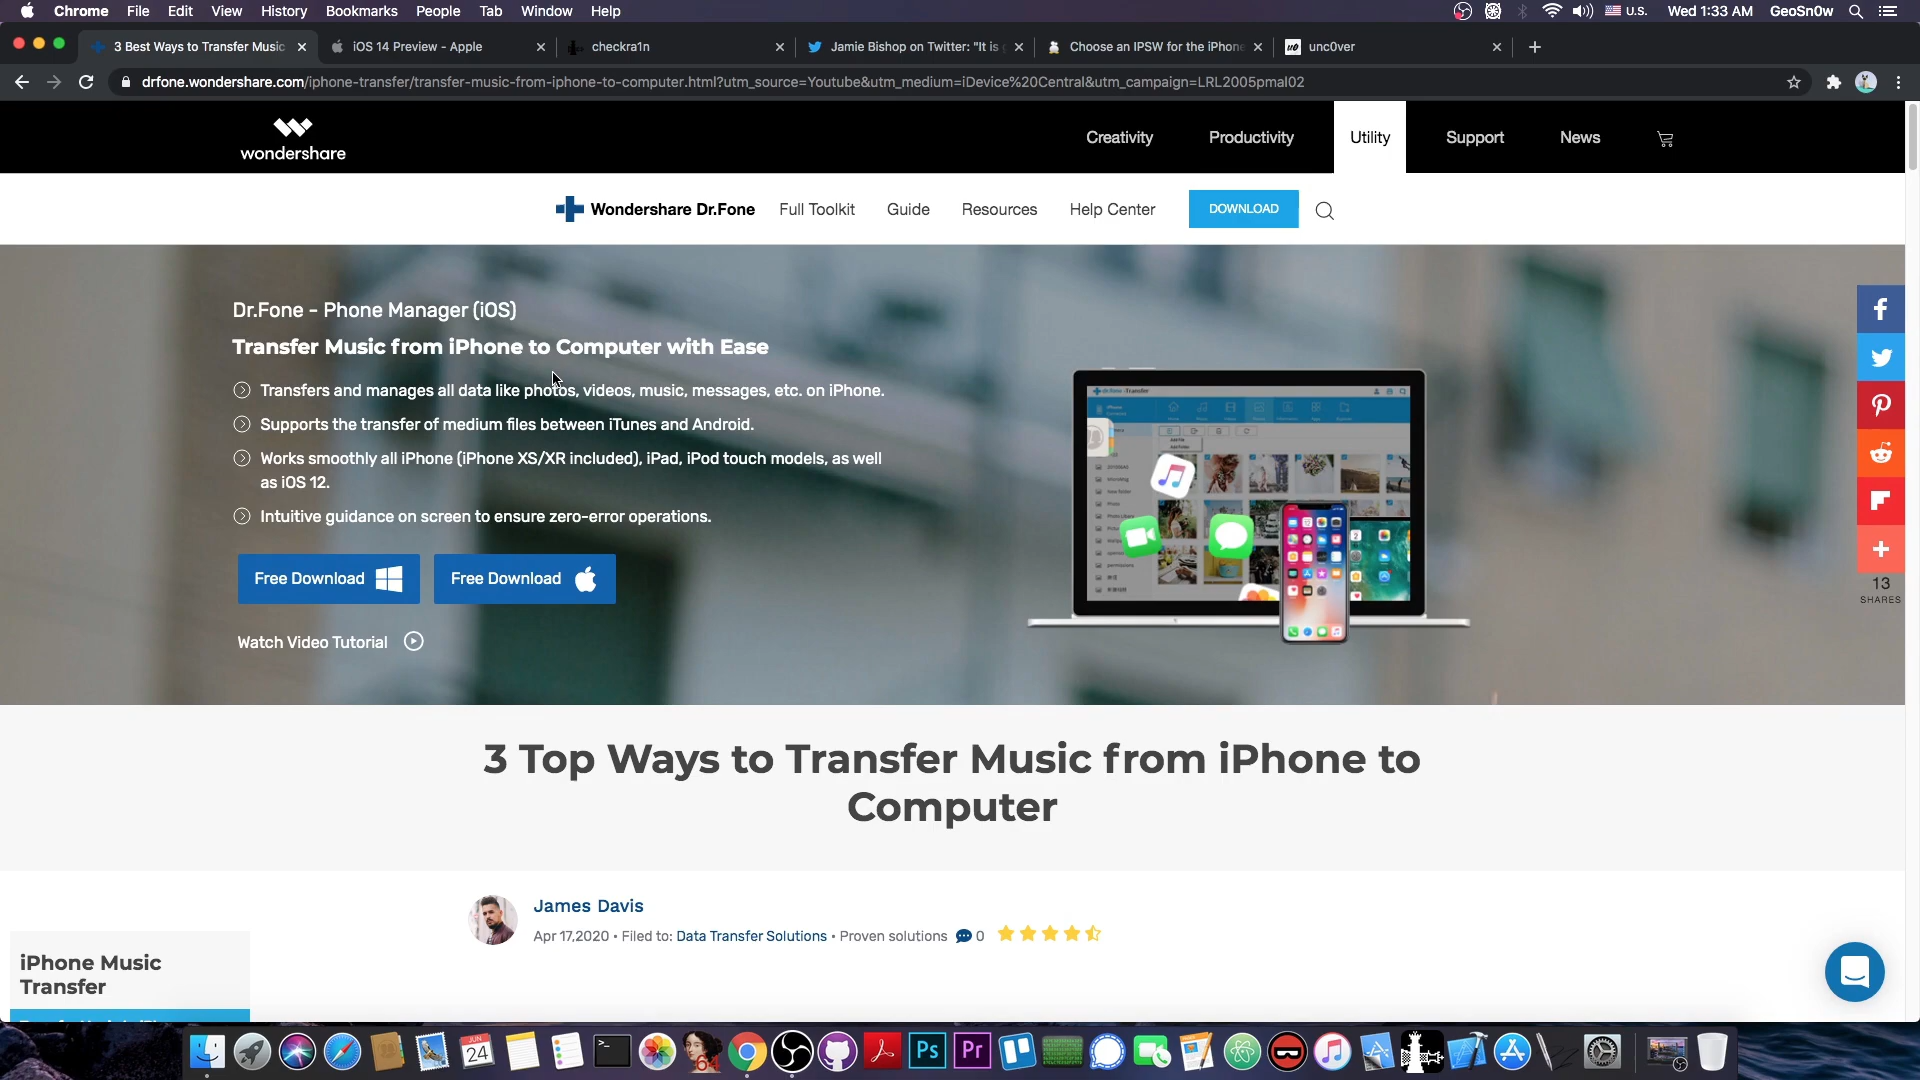 Chrome File Edit View History Bookmarks People Tab Window Help U.S. Wed 1:33 AM GeoSn0w
3 Best Ways to Transfer Music iOS 14 Preview - Apple checkra1n Jamie Bishop on Twitter: "It is Choose an IPSW for the iPhone unc0ver
drfone.wondershare.com/iphone-transfer/transfer-music-from-iphone-to-computer.html?utm_source=Youtube&utm_medium=iDevice%20Central&utm_campaign=LRL2005pmal02
wondershare
Creativity Productivity Utility Support News
Wondershare Dr.Fone Full Toolkit Guide Resources Help Center DOWNLOAD
Dr.Fone - Phone Manager (iOS)
Transfer Music from iPhone to Computer with Ease
Transfers and manages all data like photos, videos, music, messages, etc. on iPhone.
Supports the transfer of medium files between iTunes and Android.
Works smoothly all iPhone (iPhone XS/XR included), iPad, iPod touch models, as well
as iOS 12.
Intuitive guidance on screen to ensure zero-error operations.
Free Download Free Download
Watch Video Tutorial
13
SHARES
3 Top Ways to Transfer Music from iPhone to
Computer
James Davis
Apr 17,2020 • Filed to: Data Transfer Solutions • Proven solutions 0
iPhone Music
Transfer
JUN
24
Ps Pr